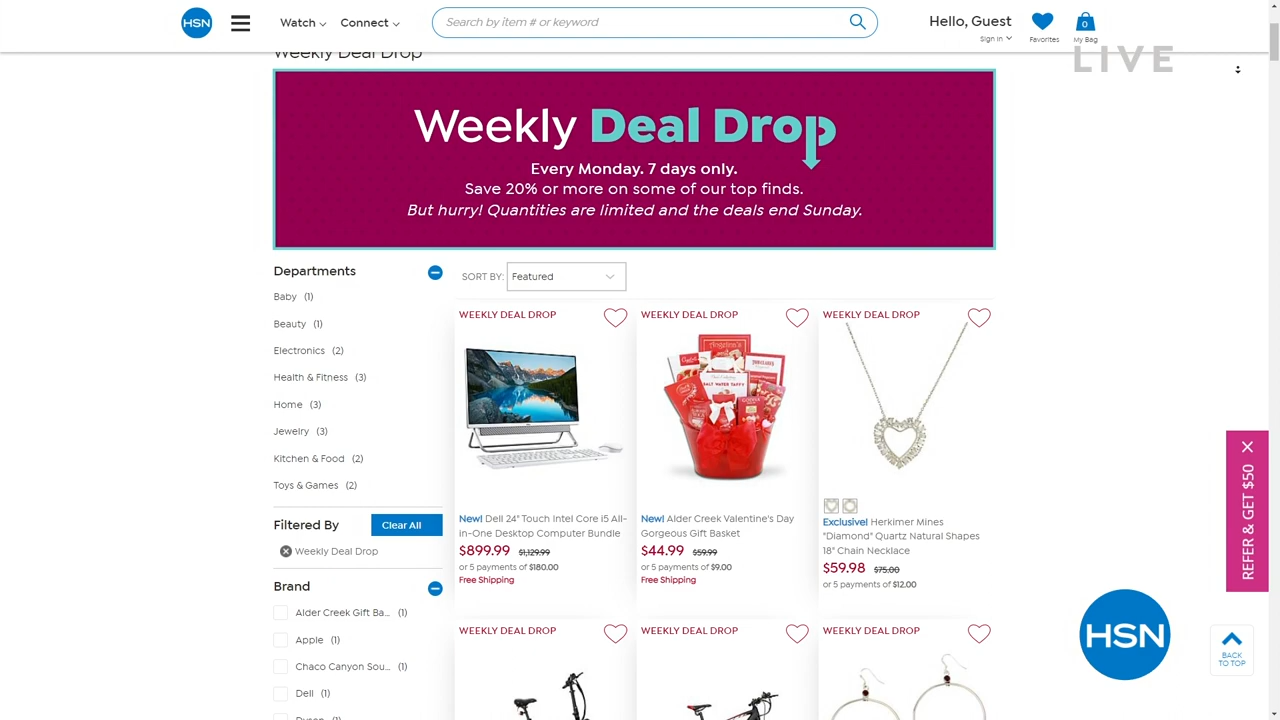 HSN
Watch
Connect
Search by item # or keyword
Hello, Guest
Sign In
Favorites
0
My Bag
LIVE
Weekly Deal Drop
Weekly Deal Drop
Every Monday. 7 days only.
Save 20% or more on some of our top finds.
But hurry! Quantities are limited and the deals end Sunday.
Departments
Baby (1)
Beauty (1)
Electronics (2)
Health & Fitness (3)
Home (3)
Jewelry (3)
Kitchen & Food (2)
Toys & Games (2)
Filtered By
Clear All
Weekly Deal Drop
Brand
Alder Creek Gift Ba... (1)
Apple (1)
Chaco Canyon Sou... (1)
Dell (1)
Dyson (1)
SORT BY: Featured
WEEKLY DEAL DROP
New! Dell 24" Touch Intel Core i5 All-
in-One Desktop Computer Bundle
$899.99 $1,129.99
or 5 payments of $180.00
Free Shipping
WEEKLY DEAL DROP
New! Alder Creek Valentine's Day
Gorgeous Gift Basket
$44.99 $59.99
or 5 payments of $9.00
Free Shipping
WEEKLY DEAL DROP
Exclusive! Herkimer Mines
"Diamond" Quartz Natural Shapes
18" Chain Necklace
$59.98 $75.00
or 5 payments of $12.00
WEEKLY DEAL DROP
WEEKLY DEAL DROP
WEEKLY DEAL DROP
REFER & GET $50
HSN
BACK
TO TOP